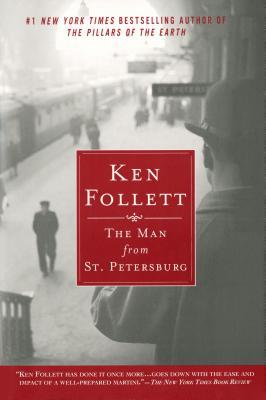 #1 NEW YORK TIMES BESTSELLING AUTHOR OF
THE PILLARS OF THE EARTH
ST PETERS
KEN
FOLLETT
THE MAN
from
ST. PETERSBURG
"KEN FOLLETT HAS DONE IT ONCE MORE...GOES DOWN WITH THE EASE AND
IMPACT OF A WELL-PREPARED MARTINI."—THE NEW YORK TIMES BOOK REVIEW